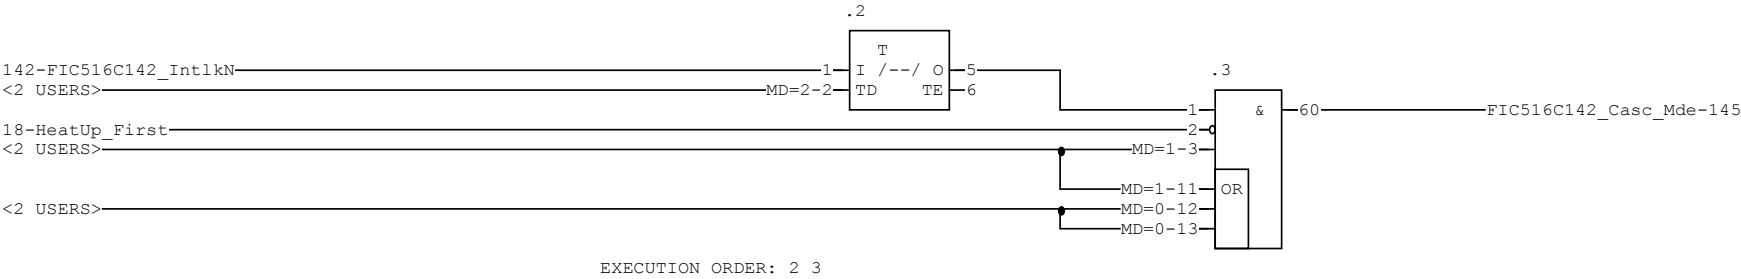 .2
T
142-FIC516C142_IntlkN 1 I /--/ O 5
.3
<2 USERS> MD=2-2 TD TE 6
1 & 60 FIC516C142_Casc_Mde-145
18-HeatUp_First 2
<2 USERS> MD=1-3
MD=1-11 OR
<2 USERS> MD=0-12
MD=0-13
EXECUTION ORDER: 2 3